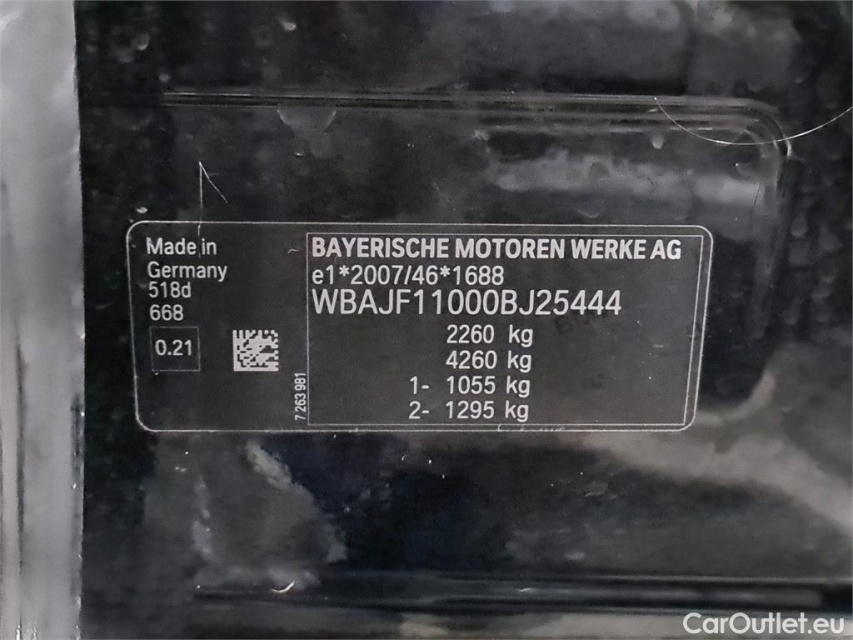 Made in
Germany
518d
668
0.21
7 263 981
BAYERISCHE MOTOREN WERKE AG
e1*2007/46*1688
WBAJF11000BJ25444
2260 kg
4260 kg
1- 1055 kg
2- 1295 kg
CarOutlet.eu